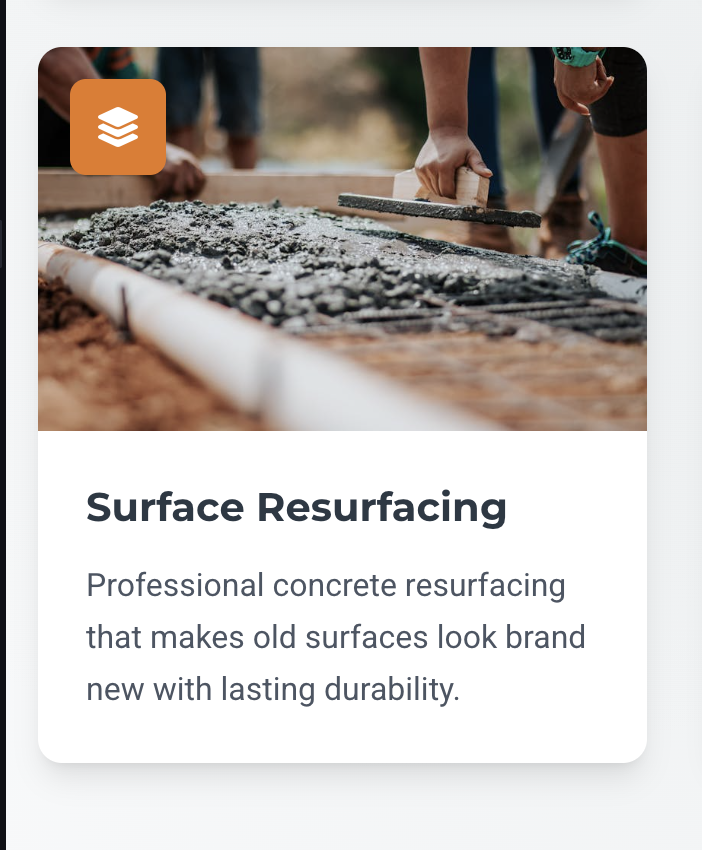 Surface Resurfacing
Professional concrete resurfacing
that makes old surfaces look brand
new with lasting durability.